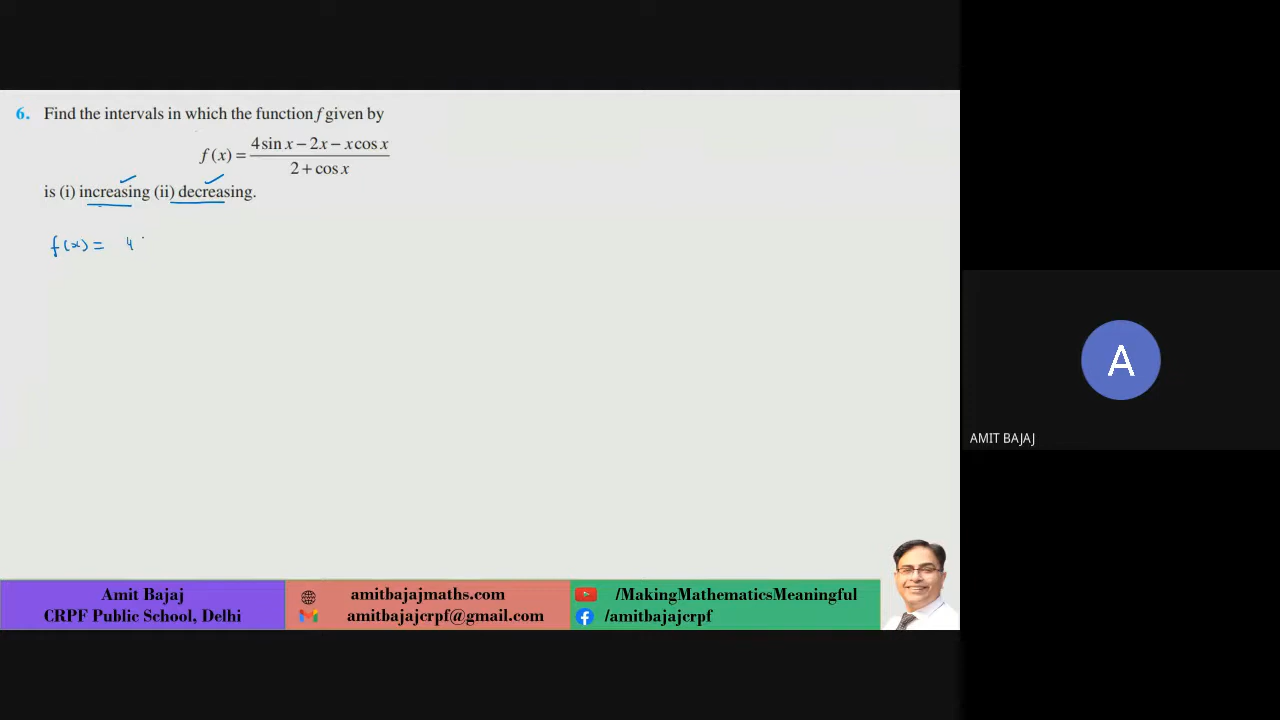 6. Find the intervals in which the function f given by
f (x) = (4 sin x – 2x – x cos x) / (2 + cos x)
is (i) increasing (ii) decreasing.
f(x) = 4
A
AMIT BAJAJ
Amit Bajaj
CRPF Public School, Delhi
amitbajajmaths.com
amitbajajcrpf@gmail.com
/MakingMathematicsMeaningful
/amitbajajcrpf